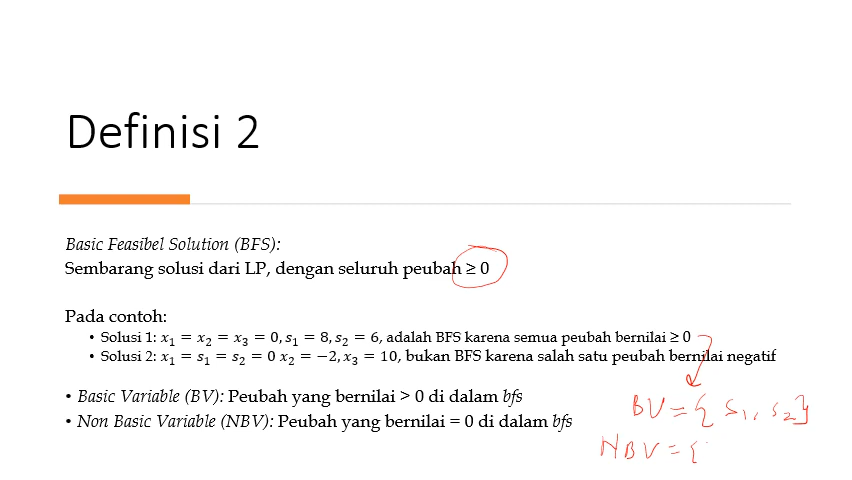 Definisi 2
Basic Feasibel Solution (BFS):
Sembarang solusi dari LP, dengan seluruh peubah ≥ 0
Pada contoh:
• Solusi 1: x₁ = x₂ = x₃ = 0, s₁ = 8, s₂ = 6, adalah BFS karena semua peubah bernilai ≥ 0
• Solusi 2: x₁ = s₁ = s₂ = 0 x₂ = −2, x₃ = 10, bukan BFS karena salah satu peubah bernilai negatif
• Basic Variable (BV): Peubah yang bernilai > 0 di dalam bfs
• Non Basic Variable (NBV): Peubah yang bernilai = 0 di dalam bfs
BV = { s₁, s₂ }
NBV = {